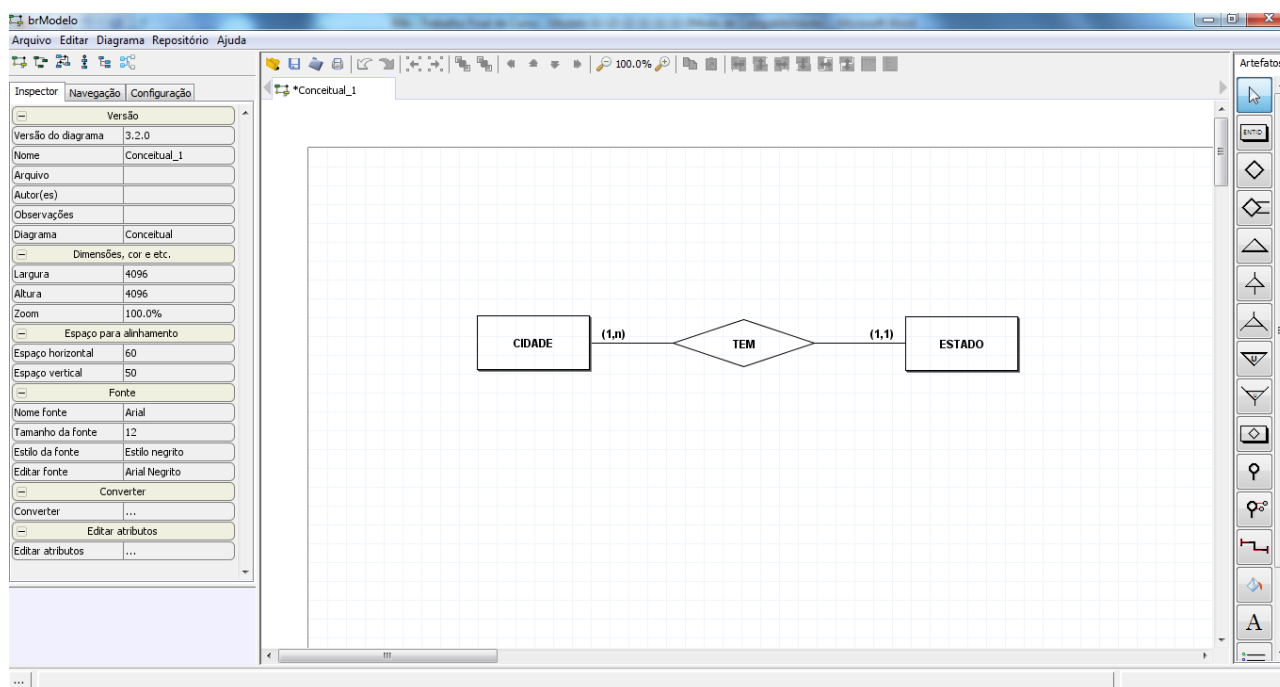 brModelo
Arquivo Editar Diagrama Repositório Ajuda
100.0%
Artefatos
Inspector Navegação Configuração
*Conceitual_1
Versão
Versão do diagrama 3.2.0
Nome Conceitual_1
Arquivo
Autor(es)
Observações
Diagrama Conceitual
Dimensões, cor e etc.
Largura 4096
Altura 4096
Zoom 100.0%
Espaço para alinhamento
Espaço horizontal 60
Espaço vertical 50
Fonte
Nome fonte Arial
Tamanho da fonte 12
Estilo da fonte Estilo negrito
Editar fonte Arial Negrito
Converter
Converter ...
Editar atributos
Editar atributos ...
CIDADE (1,n) TEM (1,1) ESTADO
ENTID
U
A
...